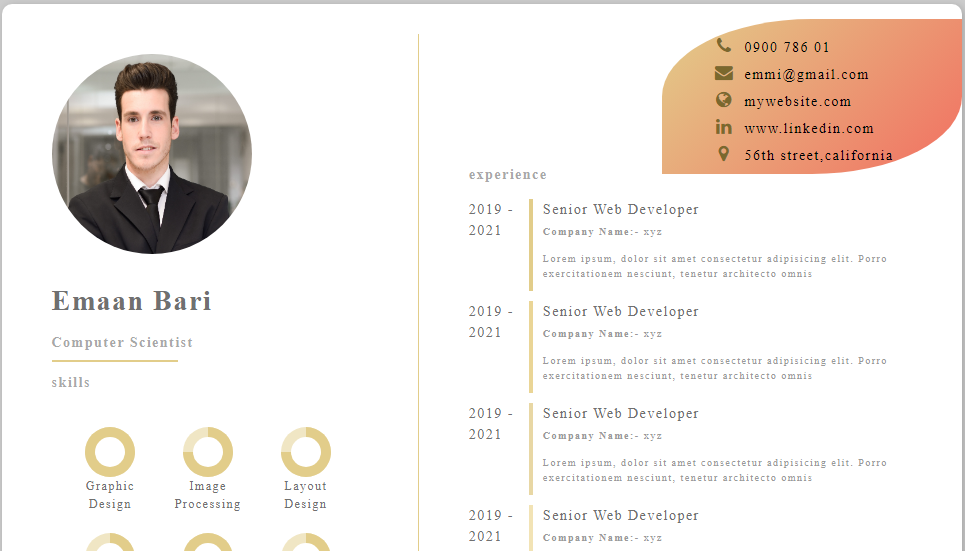 0900 786 01
emmi@gmail.com
mywebsite.com
www.linkedin.com
56th street,california
Emaan Bari
Computer Scientist
skills
Graphic
Design
Image
Processing
Layout
Design
experience
2019 -
2021
Senior Web Developer
Company Name:- xyz
Lorem ipsum, dolor sit amet consectetur adipisicing elit. Porro
exercitationem nesciunt, tenetur architecto omnis
2019 -
2021
Senior Web Developer
Company Name:- xyz
Lorem ipsum, dolor sit amet consectetur adipisicing elit. Porro
exercitationem nesciunt, tenetur architecto omnis
2019 -
2021
Senior Web Developer
Company Name:- xyz
Lorem ipsum, dolor sit amet consectetur adipisicing elit. Porro
exercitationem nesciunt, tenetur architecto omnis
2019 -
2021
Senior Web Developer
Company Name:- xyz